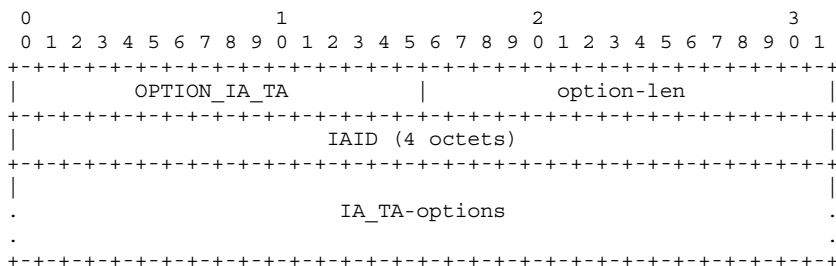 0                   1                   2                   3
 0 1 2 3 4 5 6 7 8 9 0 1 2 3 4 5 6 7 8 9 0 1 2 3 4 5 6 7 8 9 0 1
+-+-+-+-+-+-+-+-+-+-+-+-+-+-+-+-+-+-+-+-+-+-+-+-+-+-+-+-+-+-+-+-+
|         OPTION_IA_TA          |          option-len           |
+-+-+-+-+-+-+-+-+-+-+-+-+-+-+-+-+-+-+-+-+-+-+-+-+-+-+-+-+-+-+-+-+
|                        IAID (4 octets)                        |
+-+-+-+-+-+-+-+-+-+-+-+-+-+-+-+-+-+-+-+-+-+-+-+-+-+-+-+-+-+-+-+-+
|                                                               |
.                         IA_TA-options                         .
.                                                               .
+-+-+-+-+-+-+-+-+-+-+-+-+-+-+-+-+-+-+-+-+-+-+-+-+-+-+-+-+-+-+-+-+